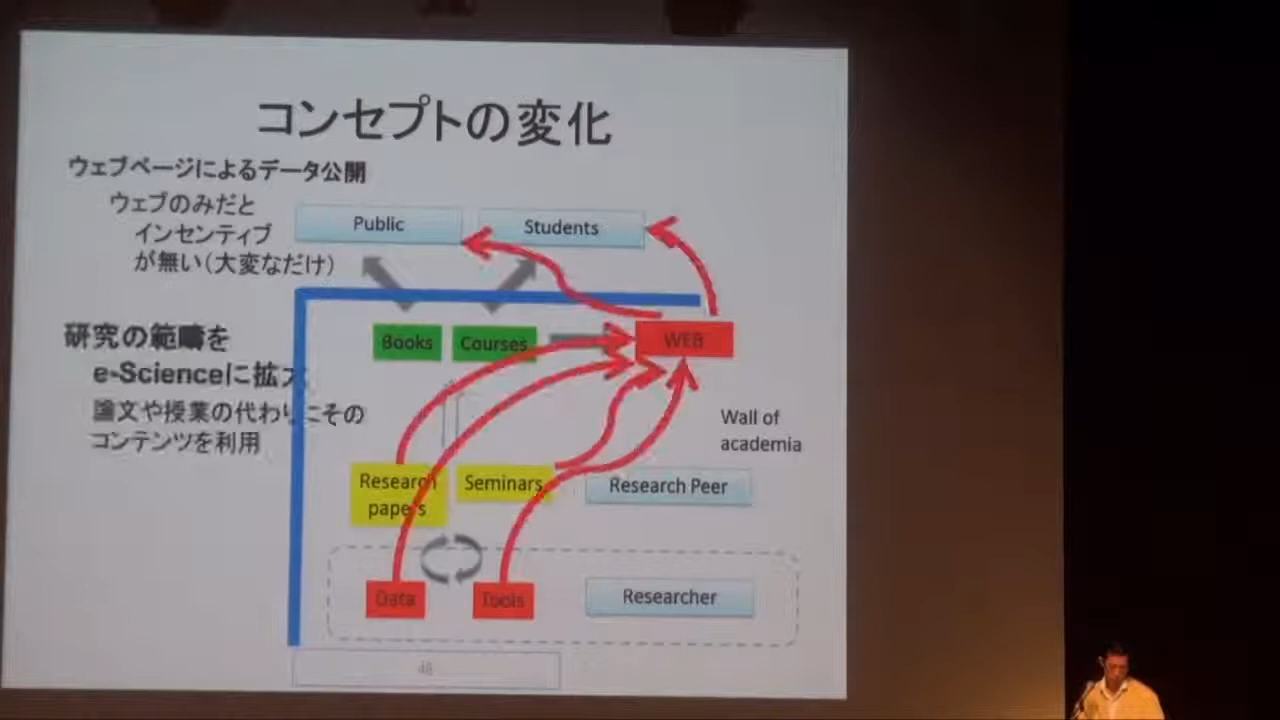 コンセプトの変化
ウェブページによるデータ公開
ウェブのみだと
インセンティブ
が無い(大変なだけ)
Public
Students
研究の範疇を
e-Scienceに拡大
論文や授業の代わりにその
コンテンツを利用
Books
Courses
WEB
Wall of
academia
Research
papers
Seminars
Research Peer
Data
Tools
Researcher
48